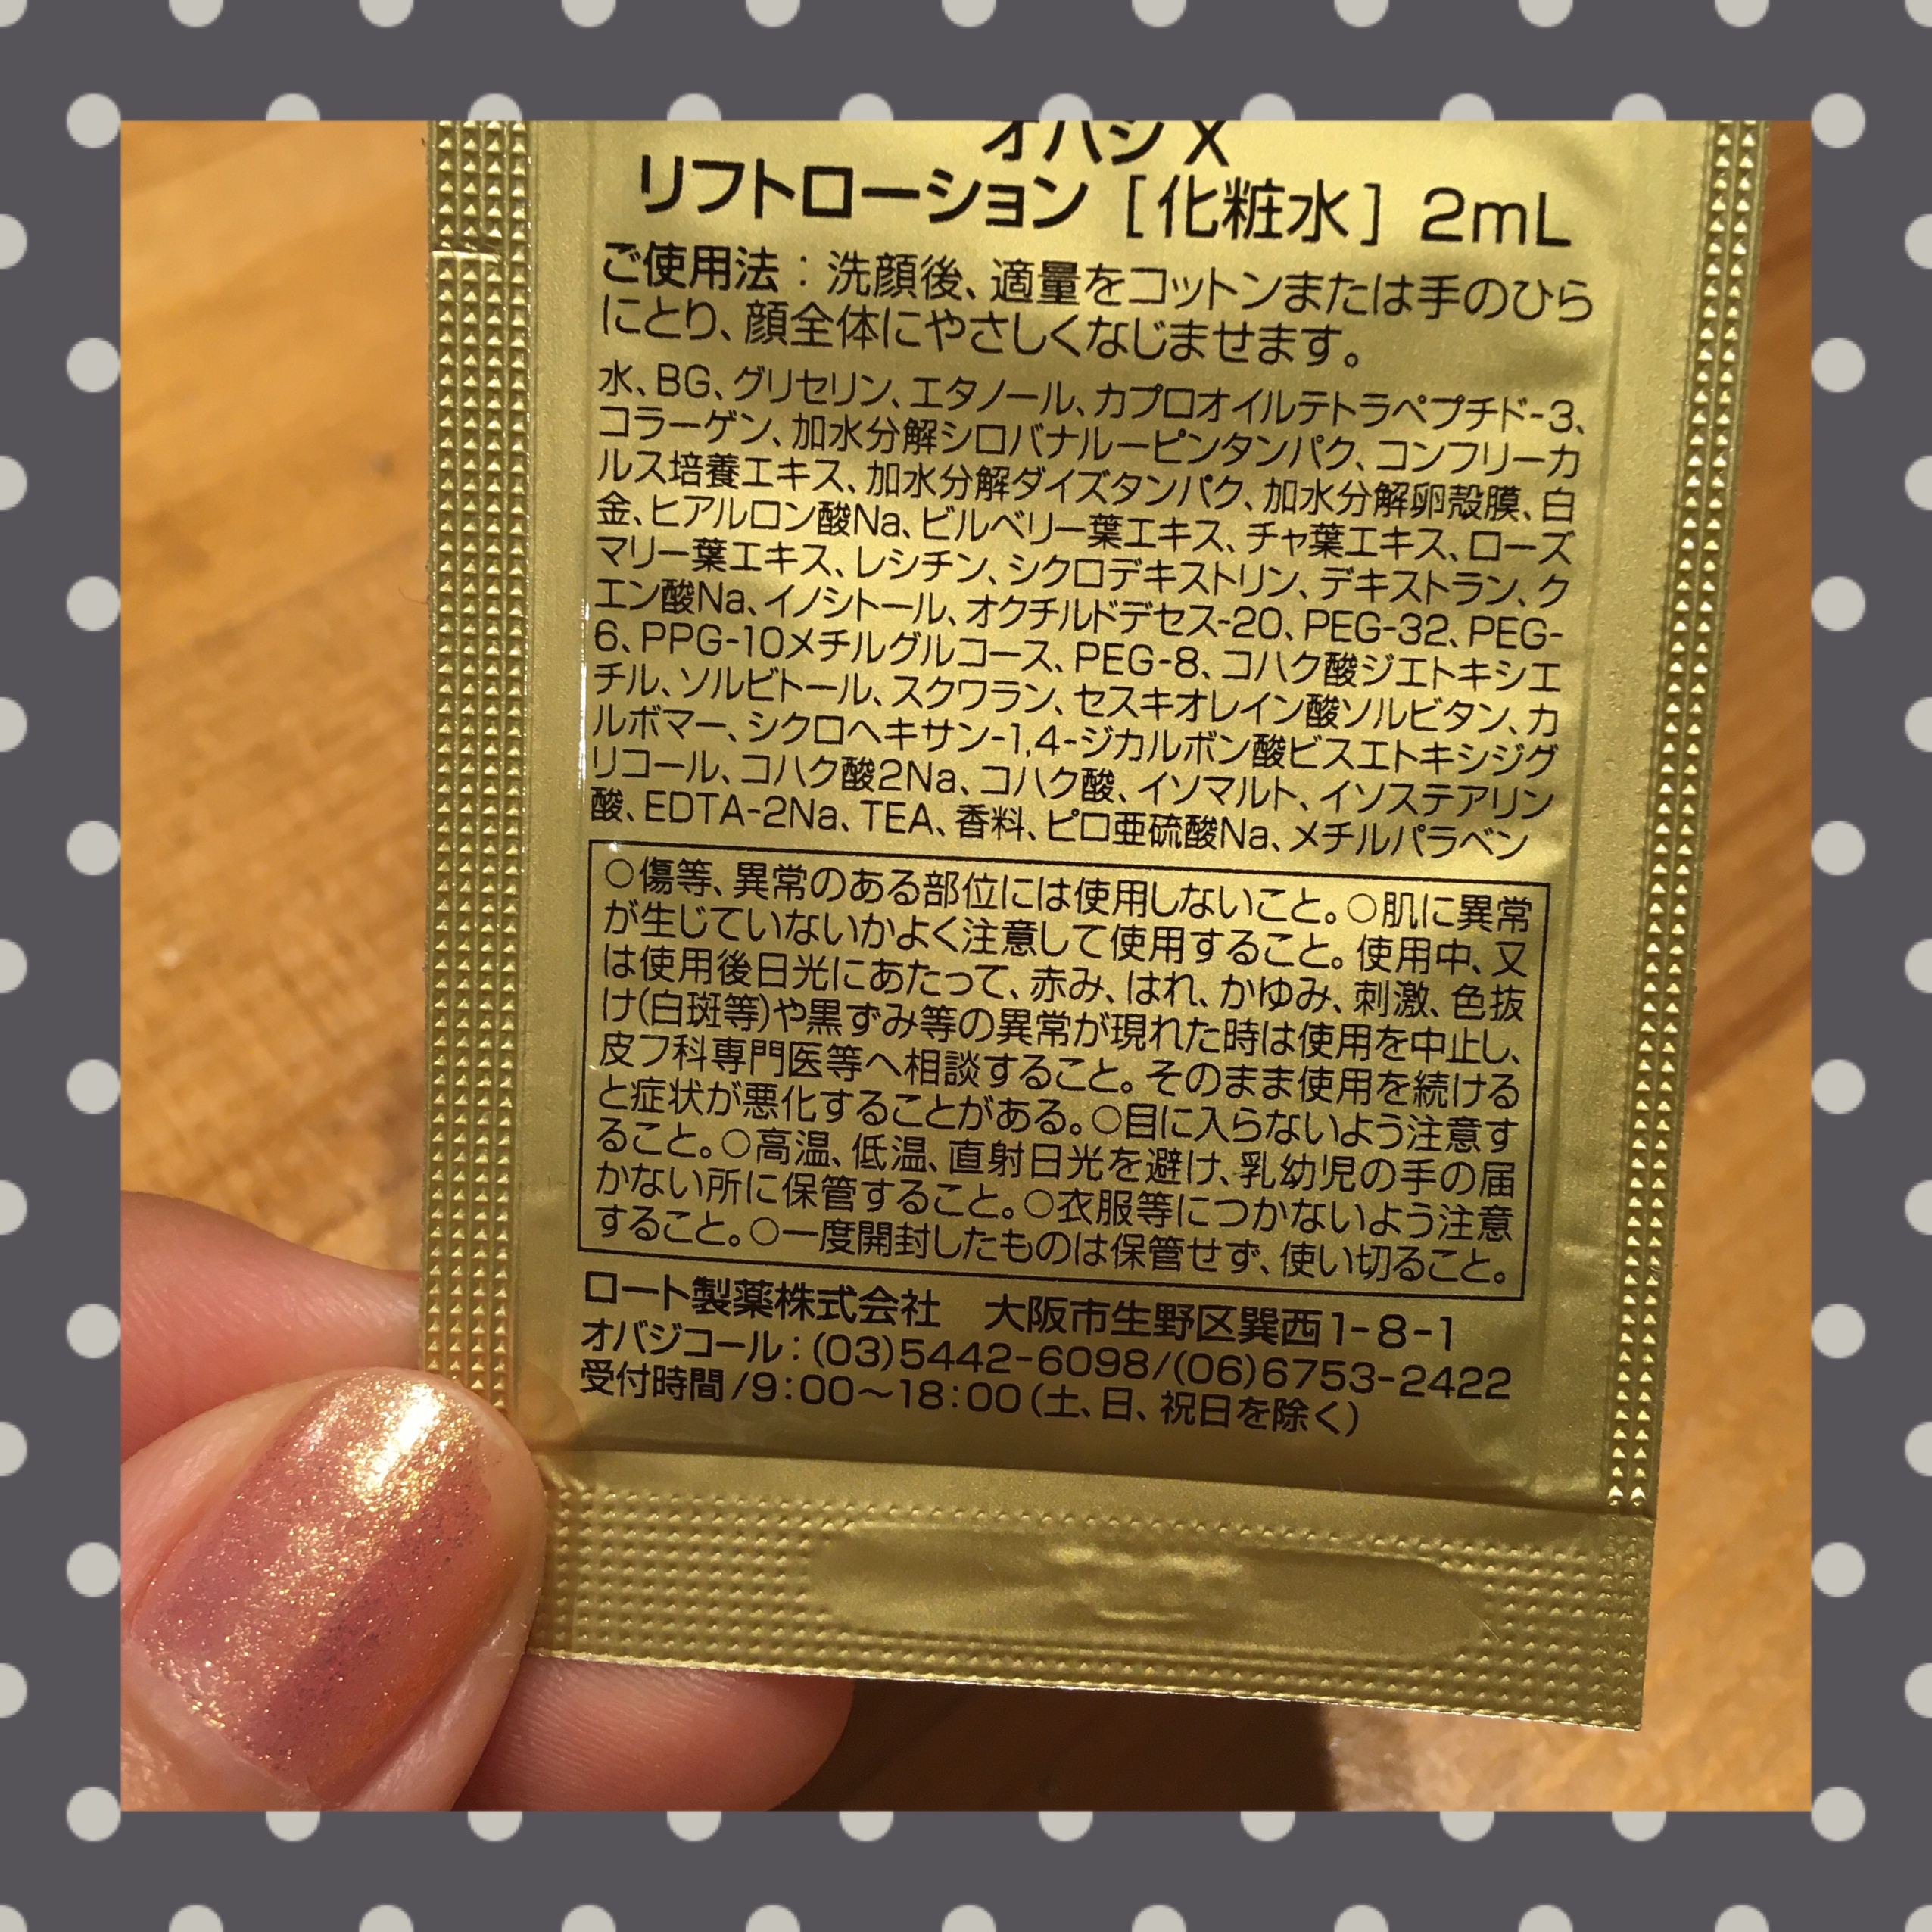 オバジX
リフトローション［化粧水］2mL
ご使用法：洗顔後、適量をコットンまたは手のひら
にとり、顔全体にやさしくなじませます。
水、BG、グリセリン、エタノール、カプロオイルテトラペプチド-3、
コラーゲン、加水分解シロバナルーピンタンパク、コンフリーカ
ルス培養エキス、加水分解ダイズタンパク、加水分解卵殻膜、白
金、ヒアルロン酸Na、ビルベリー葉エキス、チャ葉エキス、ローズ
マリー葉エキス、レシチン、シクロデキストリン、デキストラン、ク
エン酸Na、イノシトール、オクチルドデセス-20、PEG-32、PEG-
6、PPG-10メチルグルコース、PEG-8、コハク酸ジエトキシエ
チル、ソルビトール、スクワラン、セスキオレイン酸ソルビタン、カ
ルボマー、シクロヘキサン-1,4-ジカルボン酸ビスエトキシジグ
リコール、コハク酸2Na、コハク酸、イソマルト、イソステアリン
酸、EDTA-2Na、TEA、香料、ピロ亜硫酸Na、メチルパラベン
○傷等、異常のある部位には使用しないこと。○肌に異常
が生じていないかよく注意して使用すること。使用中、又
は使用後日光にあたって、赤み、はれ、かゆみ、刺激、色抜
け(白斑等)や黒ずみ等の異常が現れた時は使用を中止し、
皮フ科専門医等へ相談すること。そのまま使用を続ける
と症状が悪化することがある。○目に入らないよう注意す
ること。○高温、低温、直射日光を避け、乳幼児の手の届
かない所に保管すること。○衣服等につかないよう注意
すること。○一度開封したものは保管せず、使い切ること。
ロート製薬株式会社　大阪市生野区巽西1-8-1
オバジコール：(03)5442-6098/(06)6753-2422
受付時間/9:00～18:00(土、日、祝日を除く)